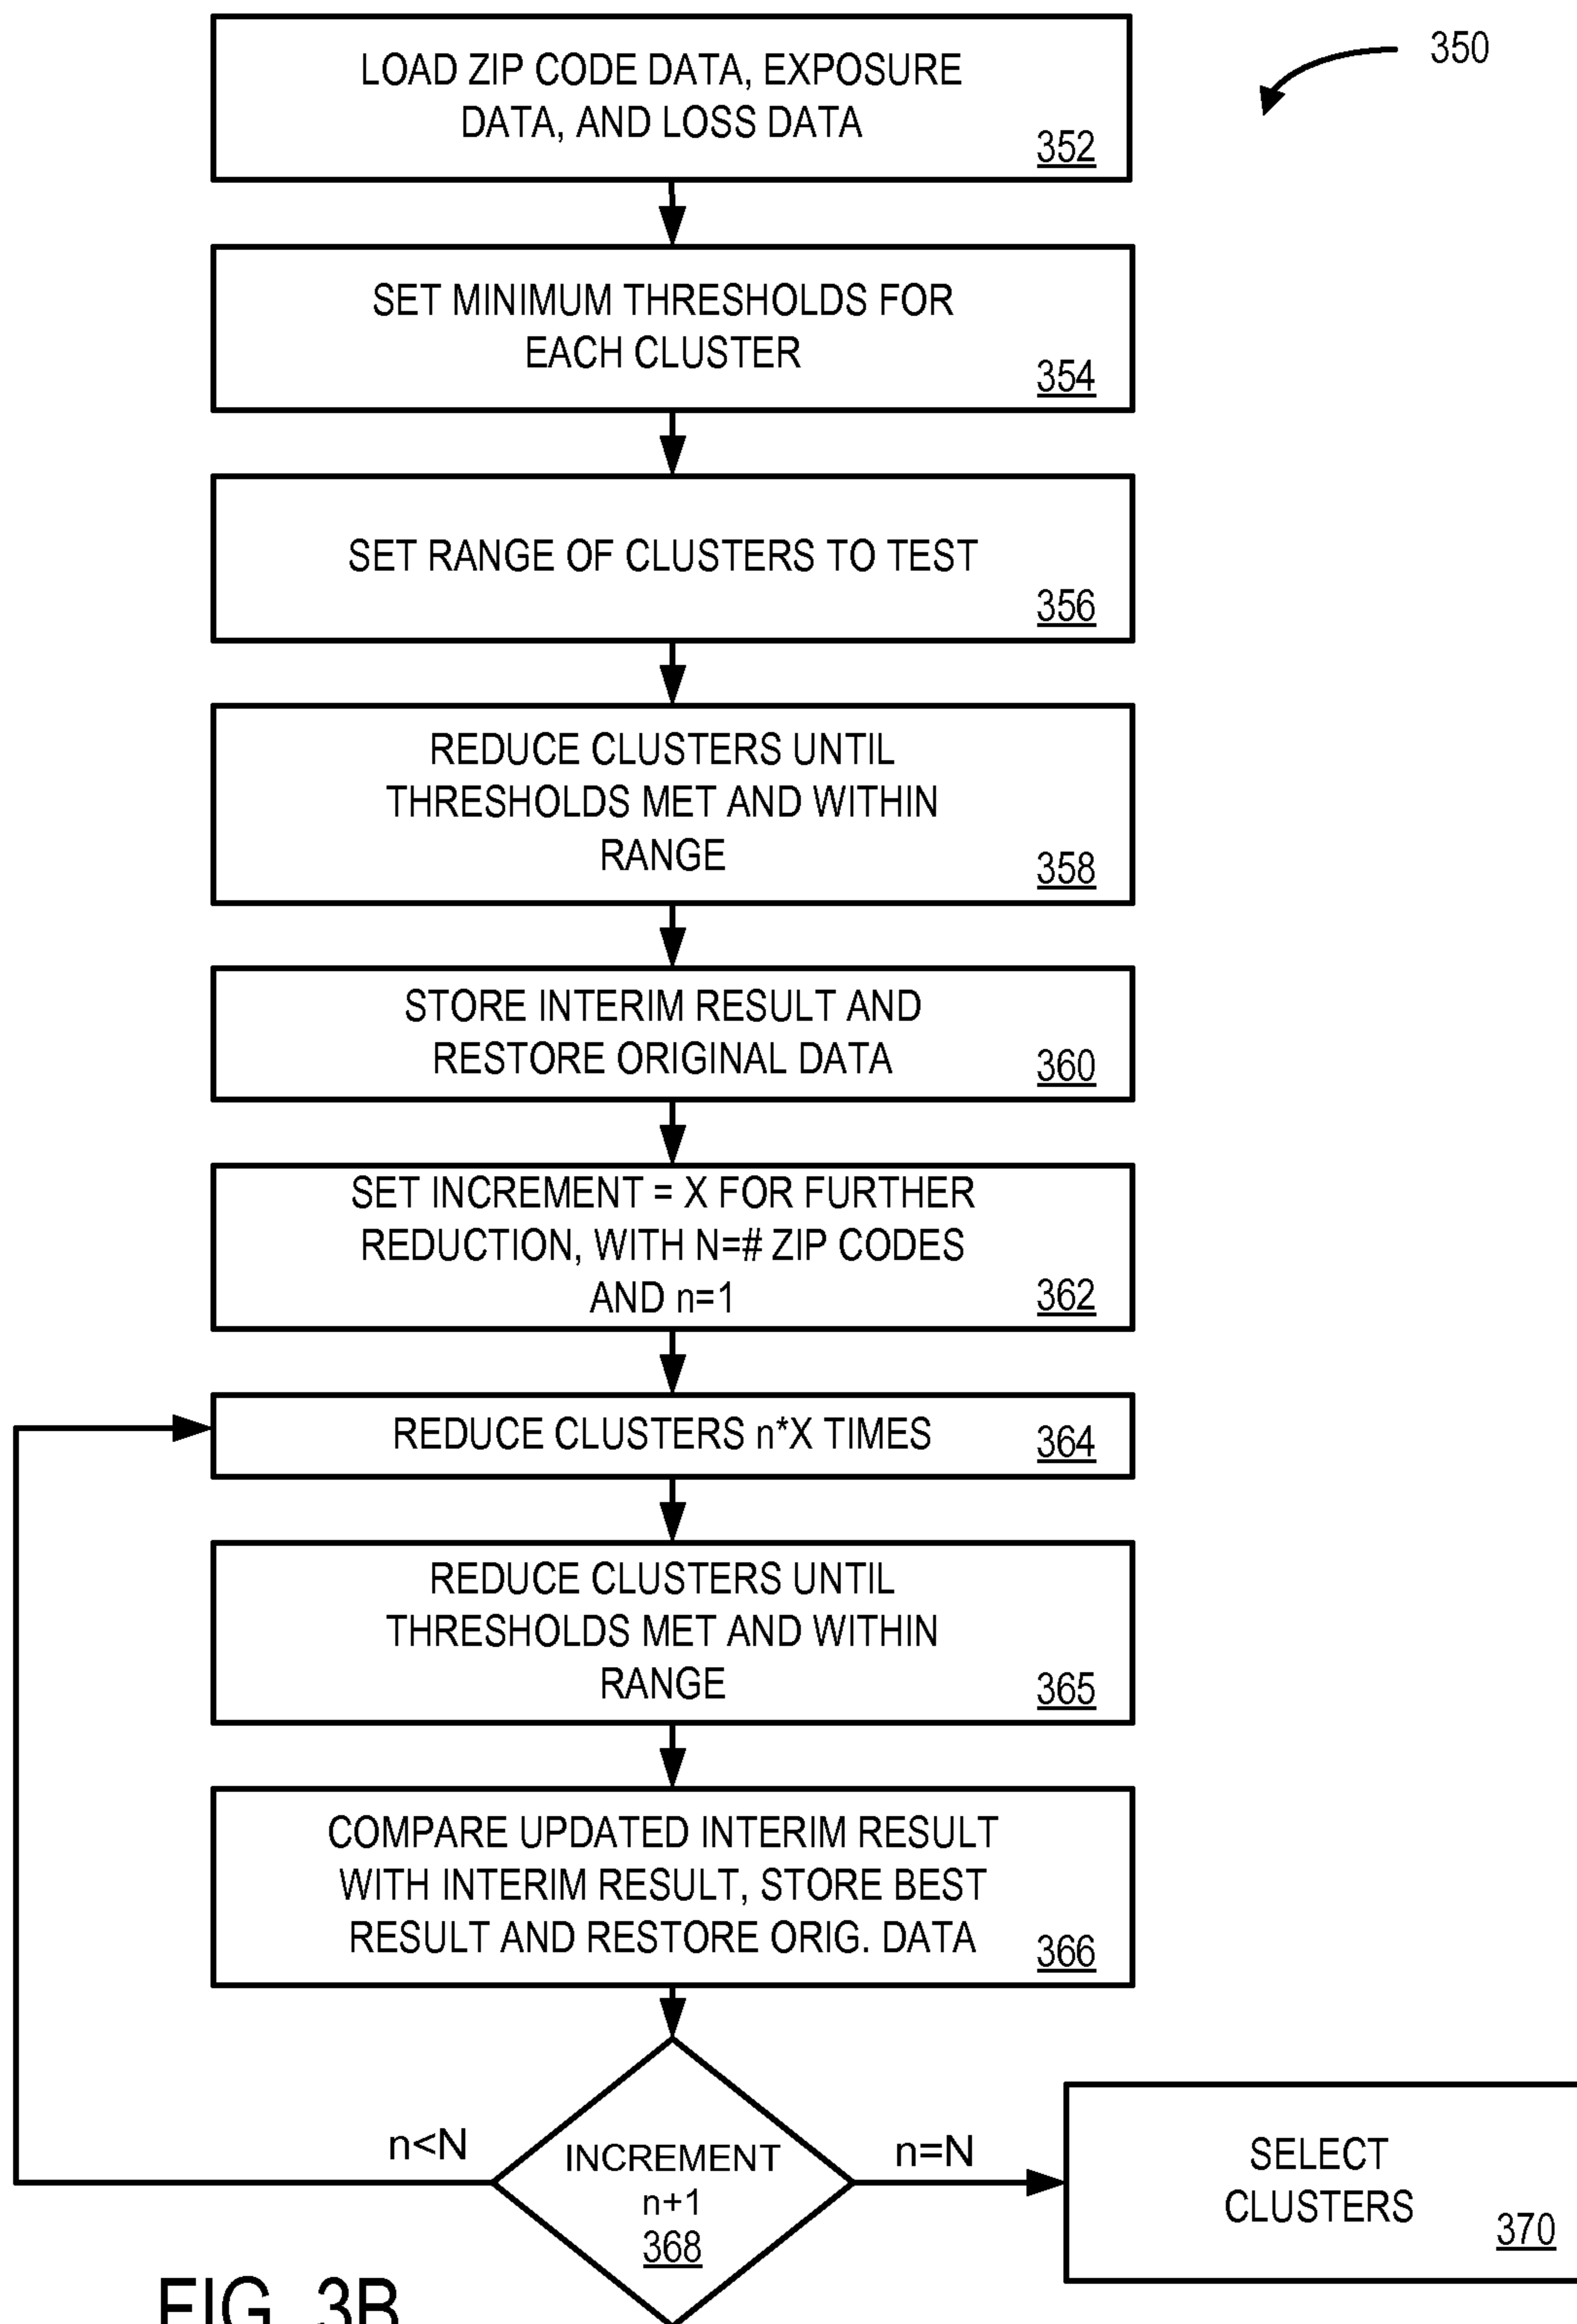 350
LOAD ZIP CODE DATA, EXPOSURE
DATA, AND LOSS DATA
352
SET MINIMUM THRESHOLDS FOR
EACH CLUSTER
354
SET RANGE OF CLUSTERS TO TEST
356
REDUCE CLUSTERS UNTIL
THRESHOLDS MET AND WITHIN
RANGE
358
STORE INTERIM RESULT AND
RESTORE ORIGINAL DATA
360
SET INCREMENT = X FOR FURTHER
REDUCTION, WITH N=# ZIP CODES
AND n=1
362
REDUCE CLUSTERS n*X TIMES
364
REDUCE CLUSTERS UNTIL
THRESHOLDS MET AND WITHIN
RANGE
365
COMPARE UPDATED INTERIM RESULT
WITH INTERIM RESULT, STORE BEST
RESULT AND RESTORE ORIG. DATA
366
n<N
INCREMENT
n+1
368
n=N
SELECT
CLUSTERS
370
FIG. 3B